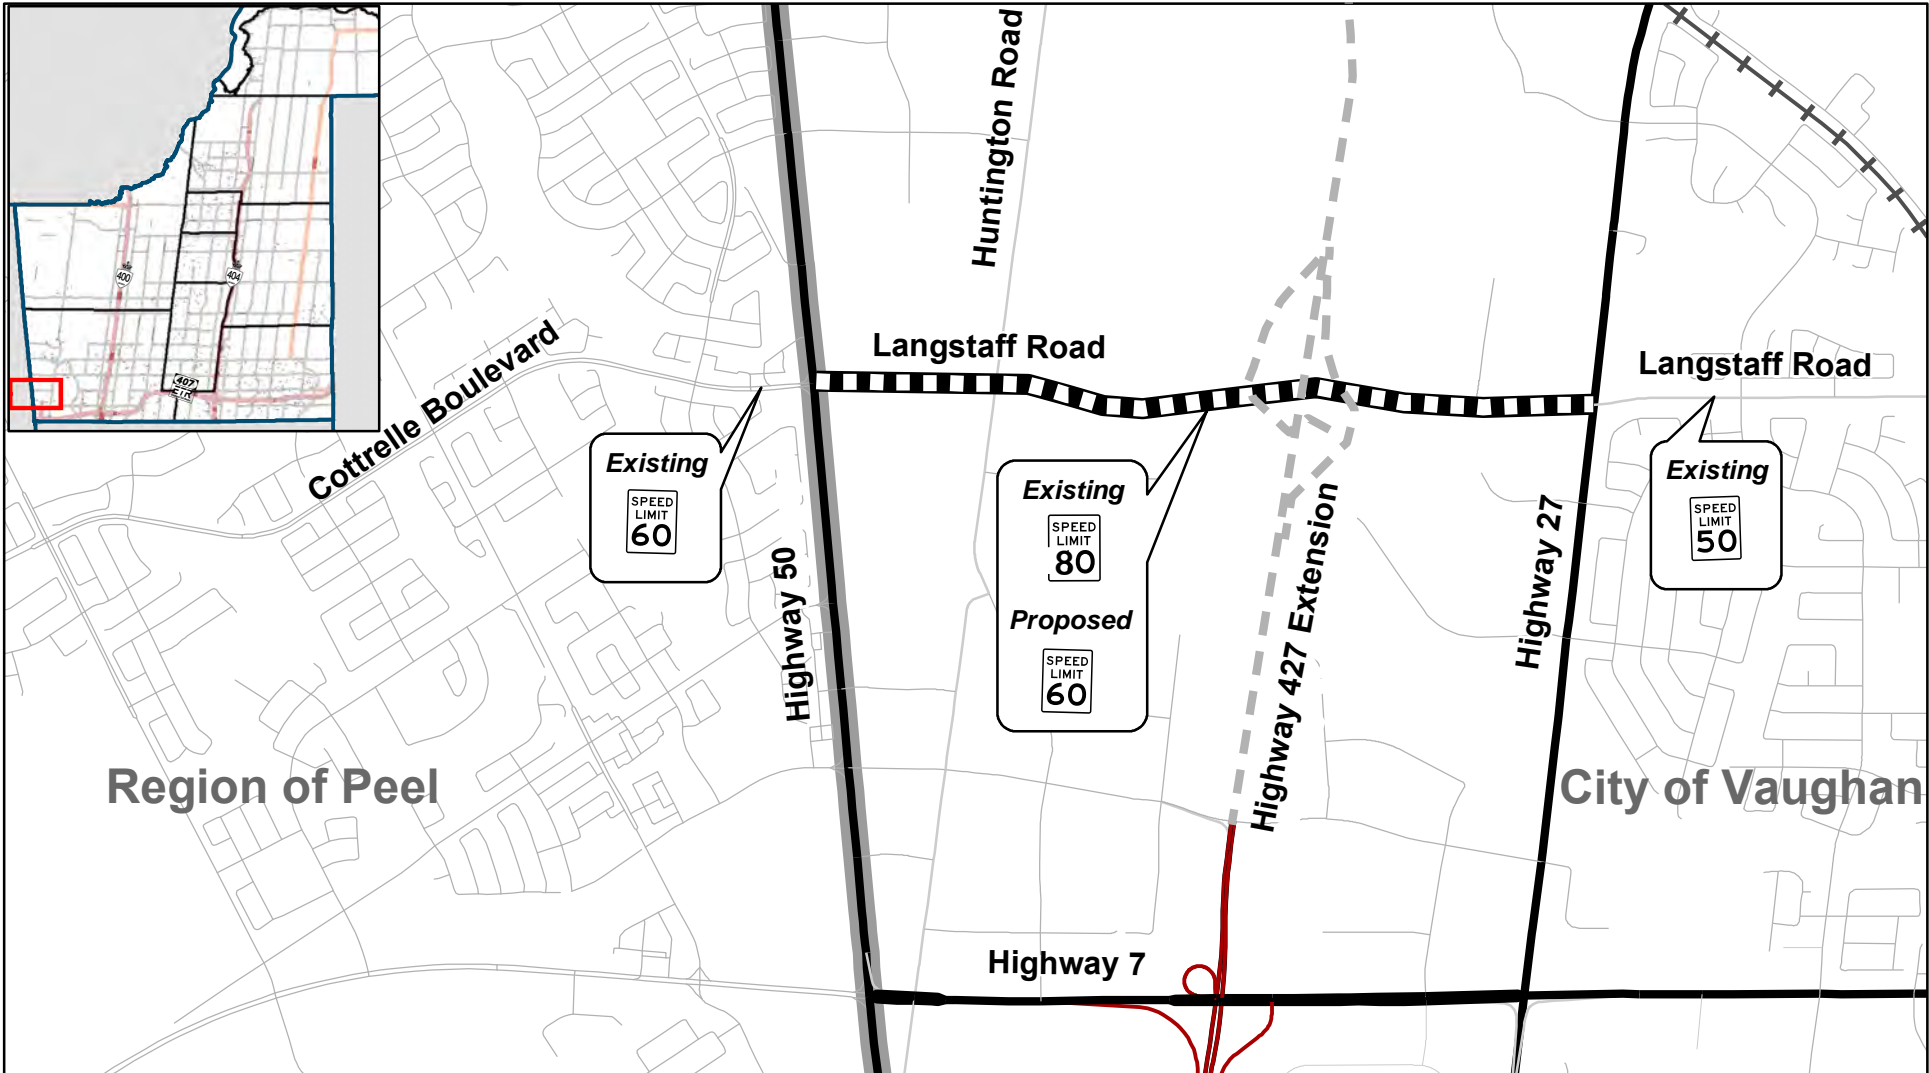 400
404
407
ETR
Huntington Road
Langstaff Road
Langstaff Road
Cottrelle Boulevard
Existing
SPEED
LIMIT
60
Existing
SPEED
LIMIT
80
Proposed
SPEED
LIMIT
60
Existing
SPEED
LIMIT
50
Highway 50
Highway 427 Extension
Highway 27
Region of Peel
City of Vaughan
Highway 7